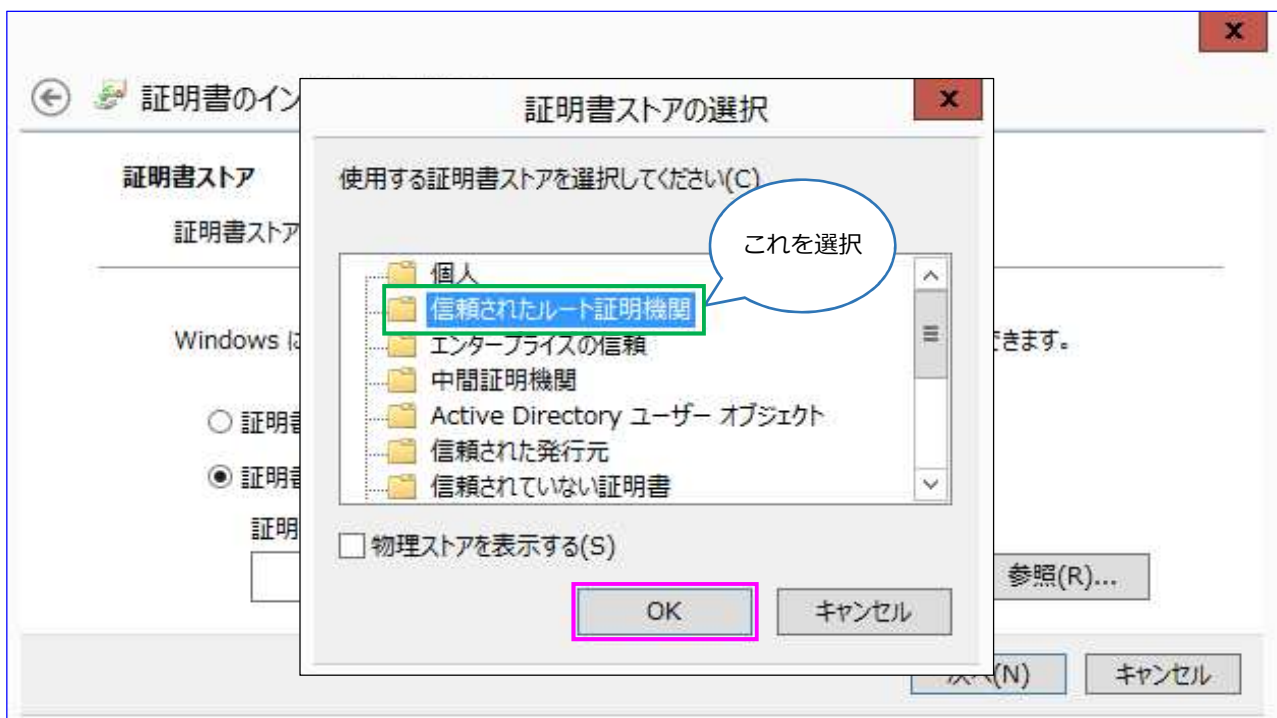 証明書のイン
証明書ストアの選択
証明書ストア
使用する証明書ストアを選択してください(C)
証明書ストア
これを選択
個人
信頼されたルート証明機関
エンタープライズの信頼
中間証明機関
Active Directory ユーザー オブジェクト
信頼された発行元
信頼されていない証明書
Windows に
できます。
証明書
証明書
証明
物理ストアを表示する(S)
参照(R)...
OK
キャンセル
次へ(N)
キャンセル